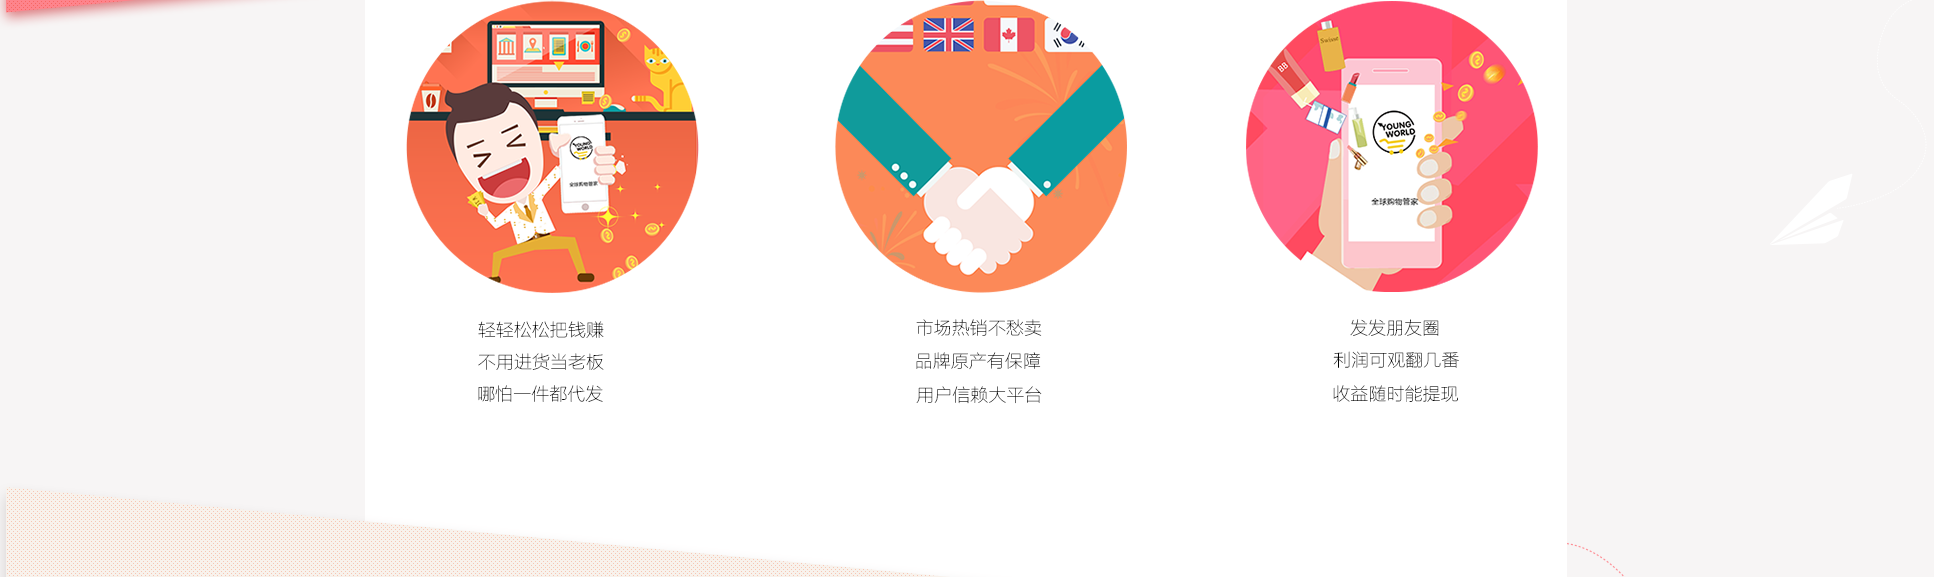 BB
YOUNG
WORLD
全球购物管家
YOUNG
WORLD
全球购物管家
轻轻松松把钱赚
不用进货当老板
哪怕一件都代发
市场热销不愁卖
品牌原产有保障
用户信赖大平台
发发朋友圈
利润可观翻几番
收益随时能提现